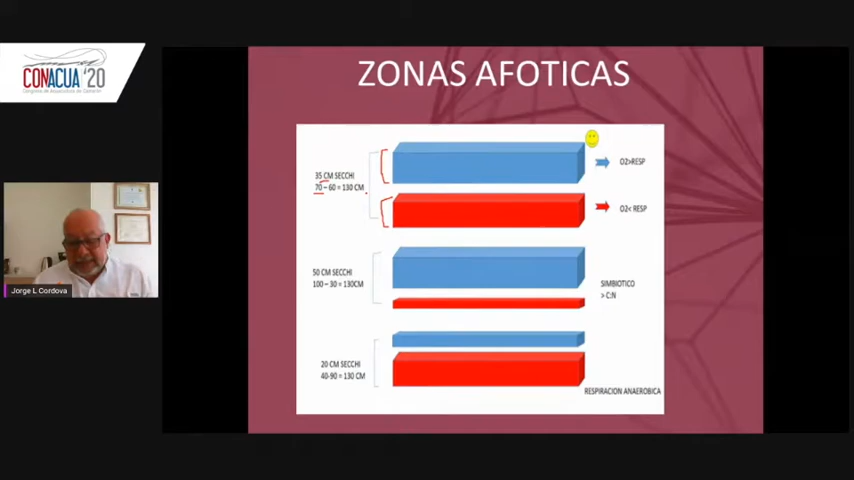 CONACUA '20
ZONAS AFOTICAS
35 CM SECCHI
70 – 60 = 130 CM
O2>RESP
O2< RESP
50 CM SECCHI
100 – 30 = 130CM
SIMBIOTICO
> C:N
20 CM SECCHI
40-90 = 130 CM
RESPIRACION ANAEROBICA
Jorge L Cordova